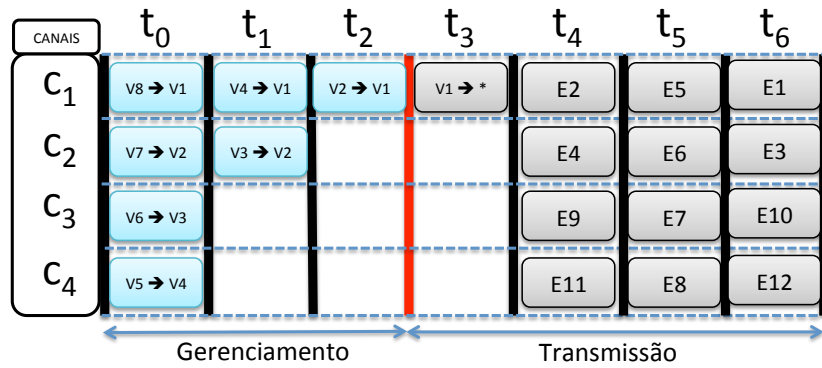 CANAIS t0 t1 t2 t3 t4 t5 t6
C1 V8 ➔ V1 V4 ➔ V1 V2 ➔ V1 V1 ➔ * E2 E5 E1
C2 V7 ➔ V2 V3 ➔ V2 E4 E6 E3
C3 V6 ➔ V3 E9 E7 E10
C4 V5 ➔ V4 E11 E8 E12
Gerenciamento Transmissão